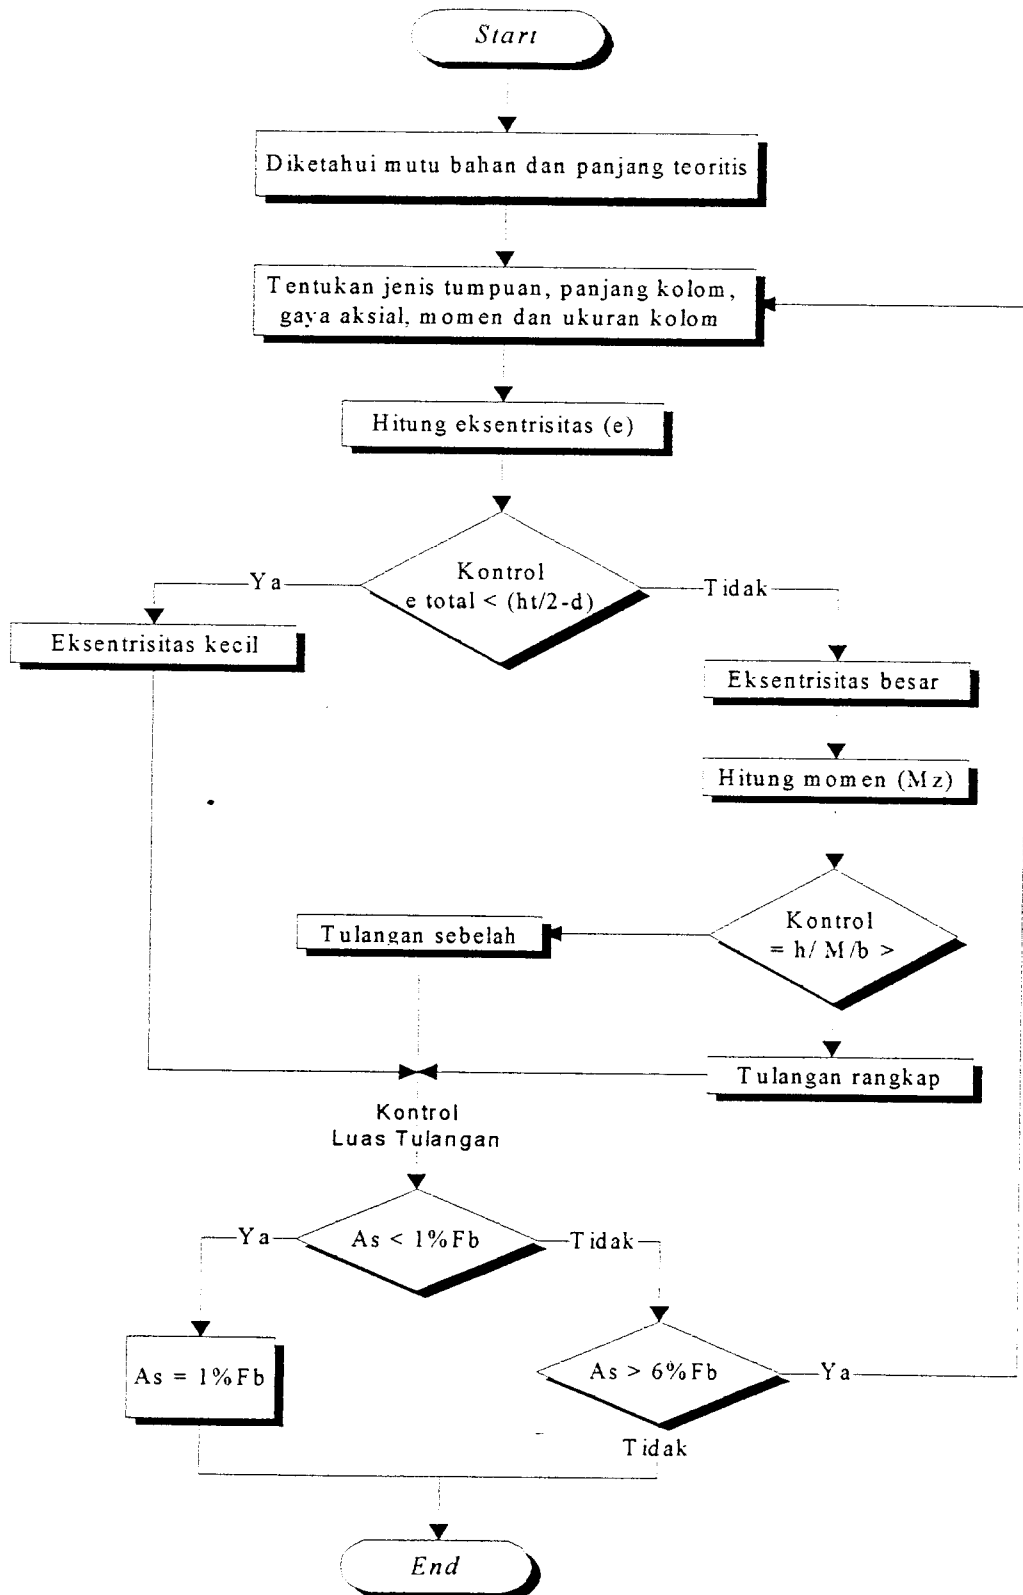 Start
Diketahui mutu bahan dan panjang teoritis
Tentukan jenis tumpuan, panjang kolom,
gaya aksial, momen dan ukuran kolom
Hitung eksentrisitas (e)
Kontrol
e total < (ht/2-d)
Ya
Tidak
Eksentrisitas kecil
Eksentrisitas besar
Hitung momen (Mz)
Kontrol
= h/ M/b >
Tulangan sebelah
Tulangan rangkap
Kontrol
Luas Tulangan
As < 1%Fb
Ya
Tidak
As = 1%Fb
As > 6%Fb
Ya
Tidak
End